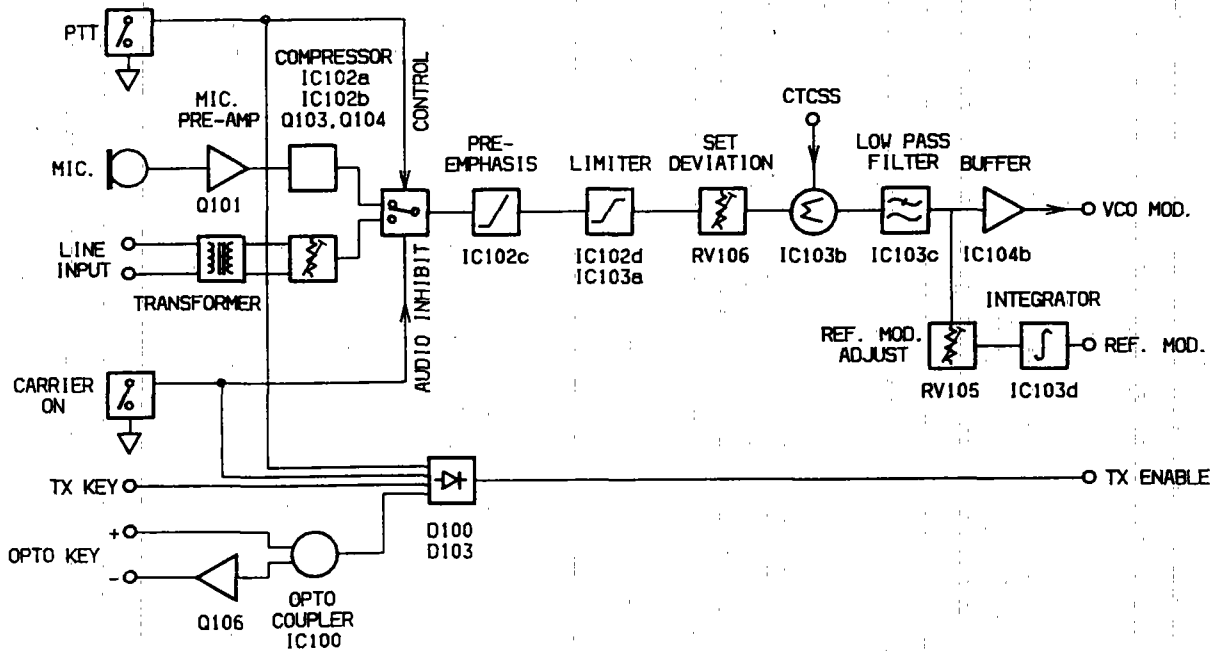 PTT
COMPRESSOR
IC102a
IC102b
Q103,Q104
CONTROL
MIC.
PRE-AMP
MIC.
Q101
LINE
INPUT
TRANSFORMER
AUDIO INHIBIT
PRE-
EMPHASIS
IC102c
LIMITER
IC102d
IC103a
SET
DEVIATION
RV106
CTCSS
Σ
IC103b
LOW PASS
FILTER
IC103c
BUFFER
IC104b
VCO MOD.
REF. MOD.
ADJUST
RV105
INTEGRATOR
∫
IC103d
REF. MOD.
CARRIER
ON
TX KEY
D100
D103
TX ENABLE
OPTO KEY
+
-
Q106
OPTO
COUPLER
IC100